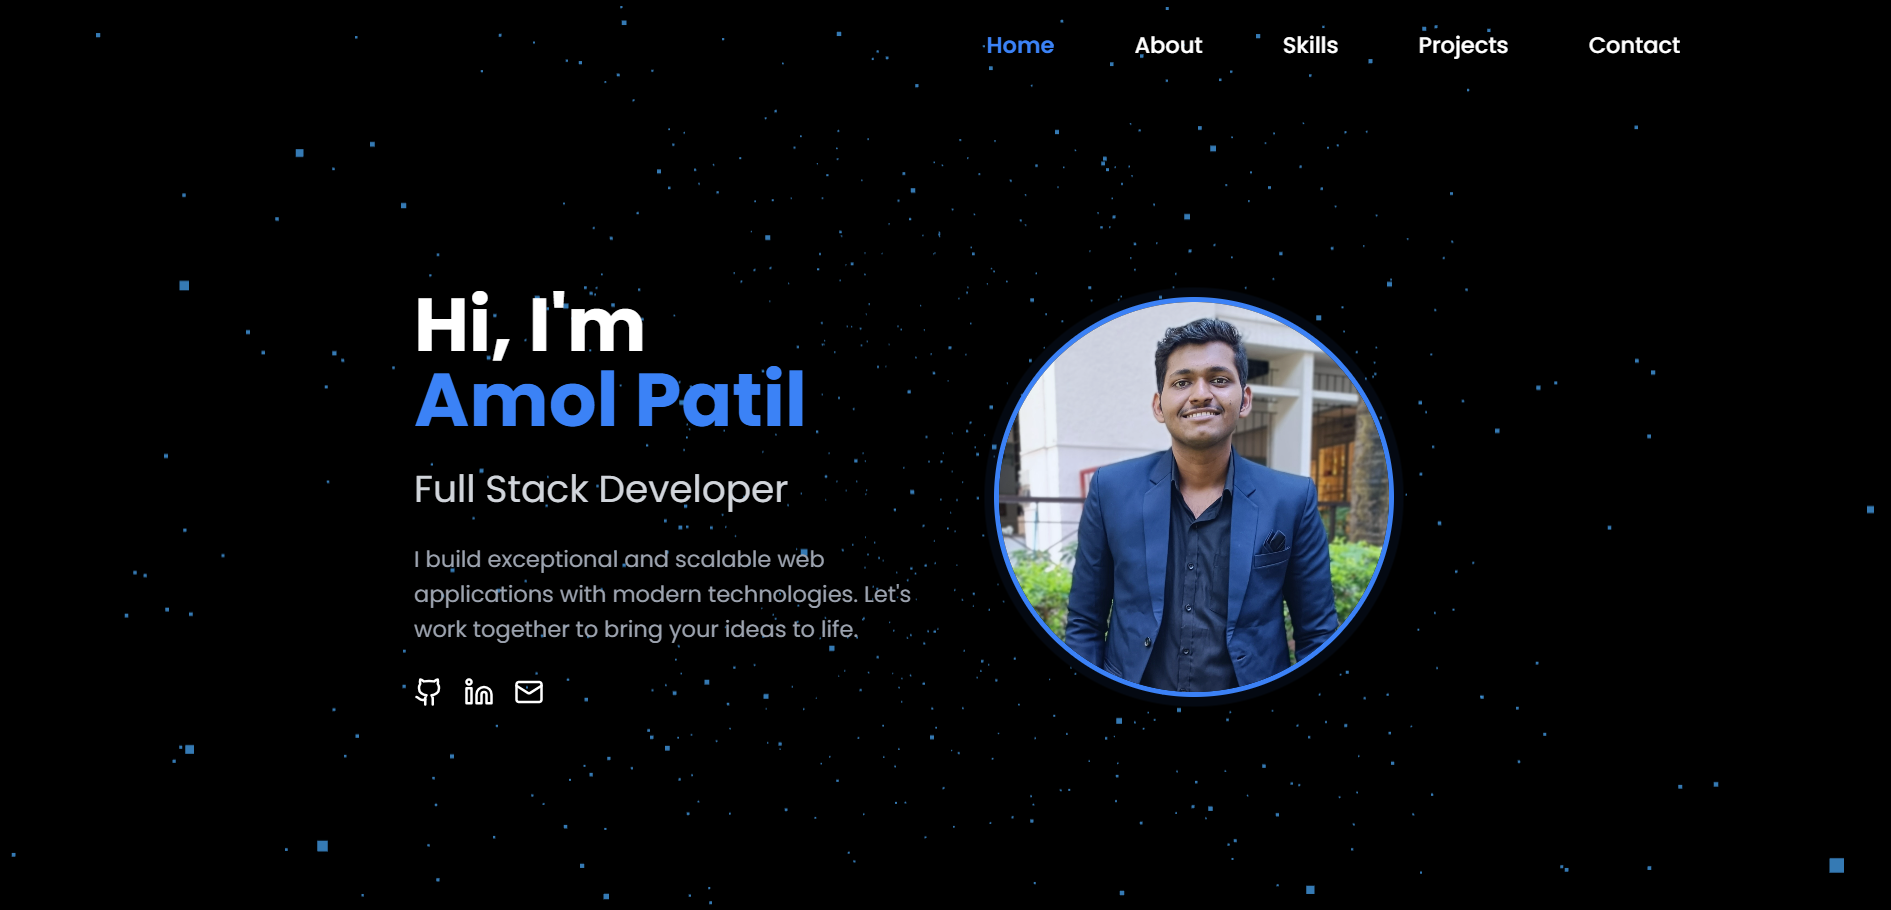 Home About Skills Projects Contact
Hi, I'm
Amol Patil
Full Stack Developer
I build exceptional and scalable web
applications with modern technologies. Let's
work together to bring your ideas to life.